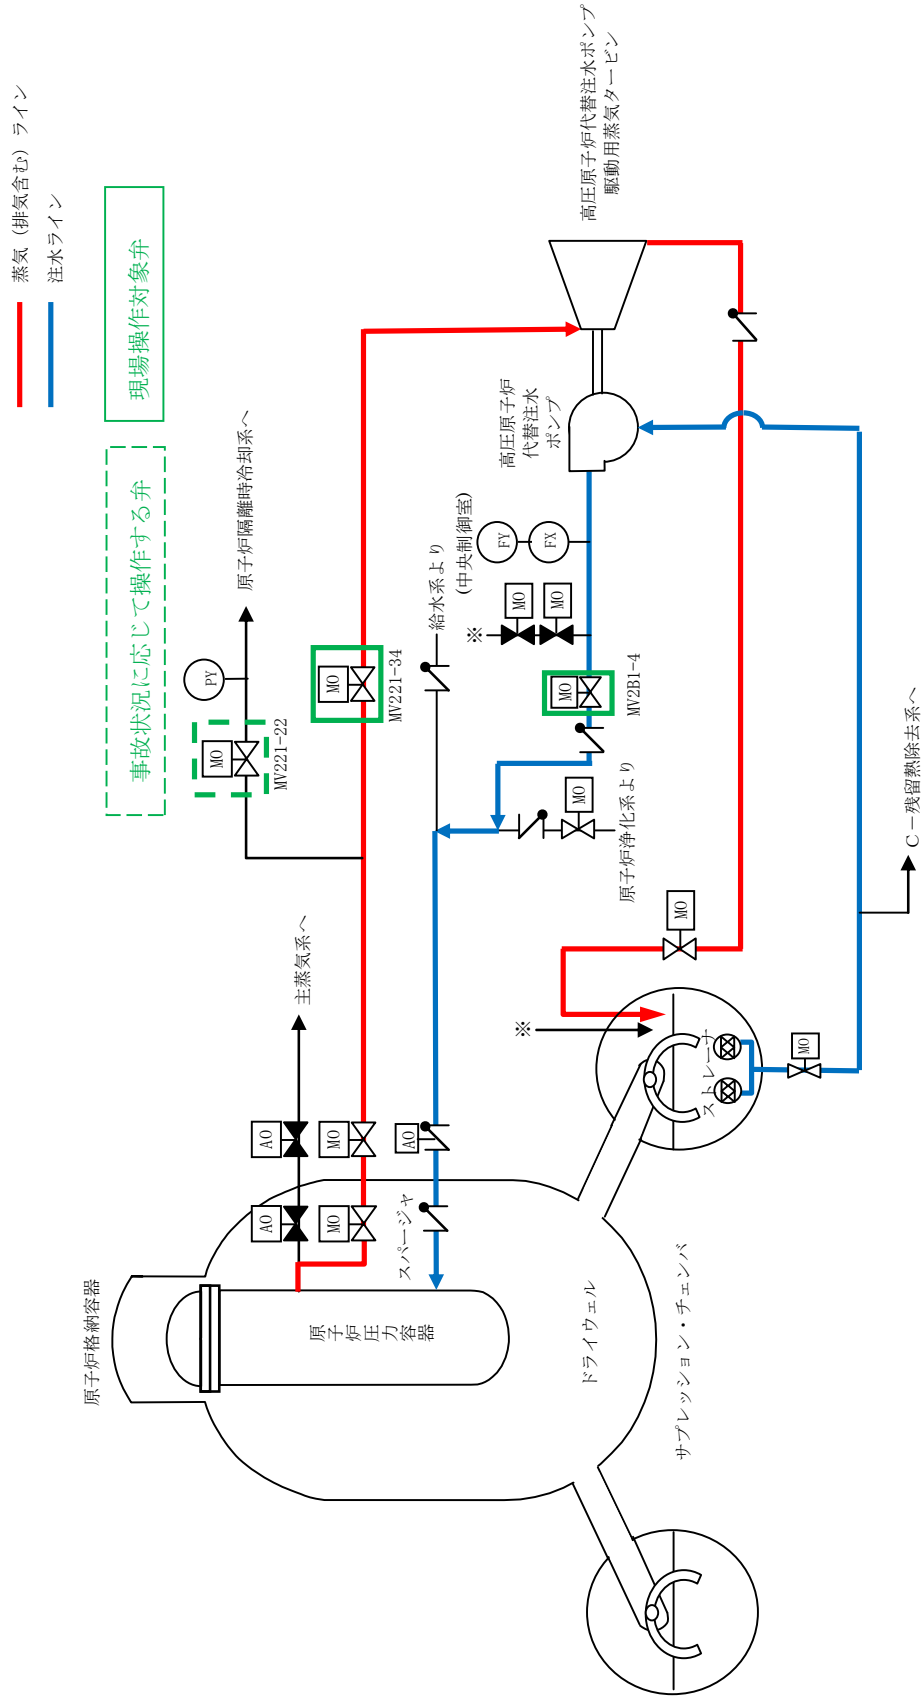 蒸気（排気含む）ライン
注水ライン
現場操作対象弁
事故状況に応じて操作する弁
高圧原子炉代替注水ポンプ
駆動用蒸気タービン
高圧原子炉
代替注水
ポンプ
原子炉隔離時冷却系へ
PY
MO
MV221-22
MO
MV221-34
給水系より
(中央制御室)
FY
FX
※
MO
MO
MO
MV2B1-4
MO
原子炉浄化系より
主蒸気系へ
AO
AO
MO
MO
AO
スパージャ
MO
※
ストレーナ
MO
C－残留熱除去系へ
原子炉格納容器
原子炉圧力容器
ドライウェル
サプレッション・チェンバ